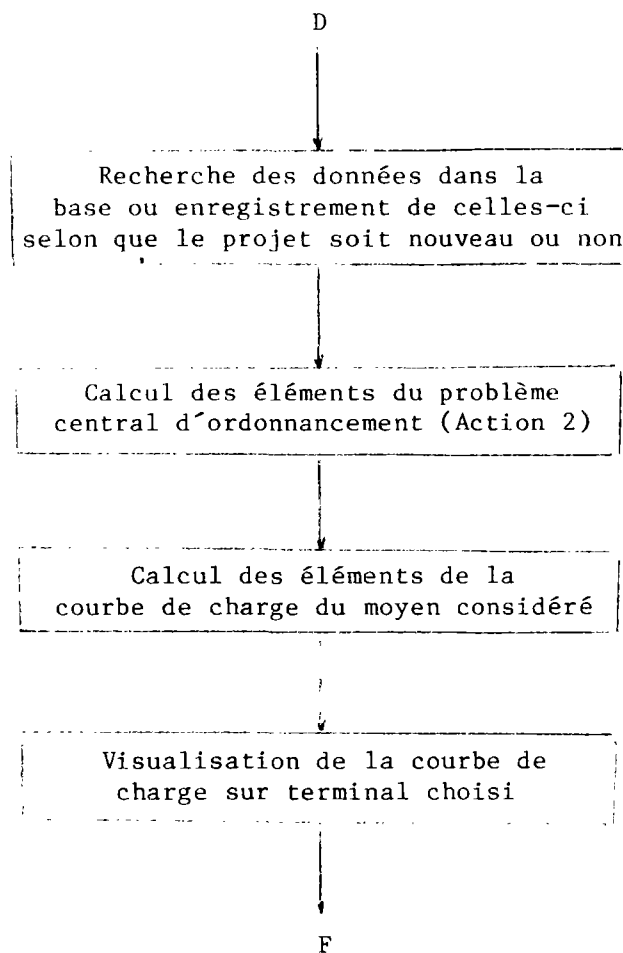 D
Recherche des données dans la
base ou enregistrement de celles-ci
selon que le projet soit nouveau ou non
Calcul des éléments du problème
central d'ordonnancement (Action 2)
Calcul des éléments de la
courbe de charge du moyen considéré
Visualisation de la courbe de
charge sur terminal choisi
F